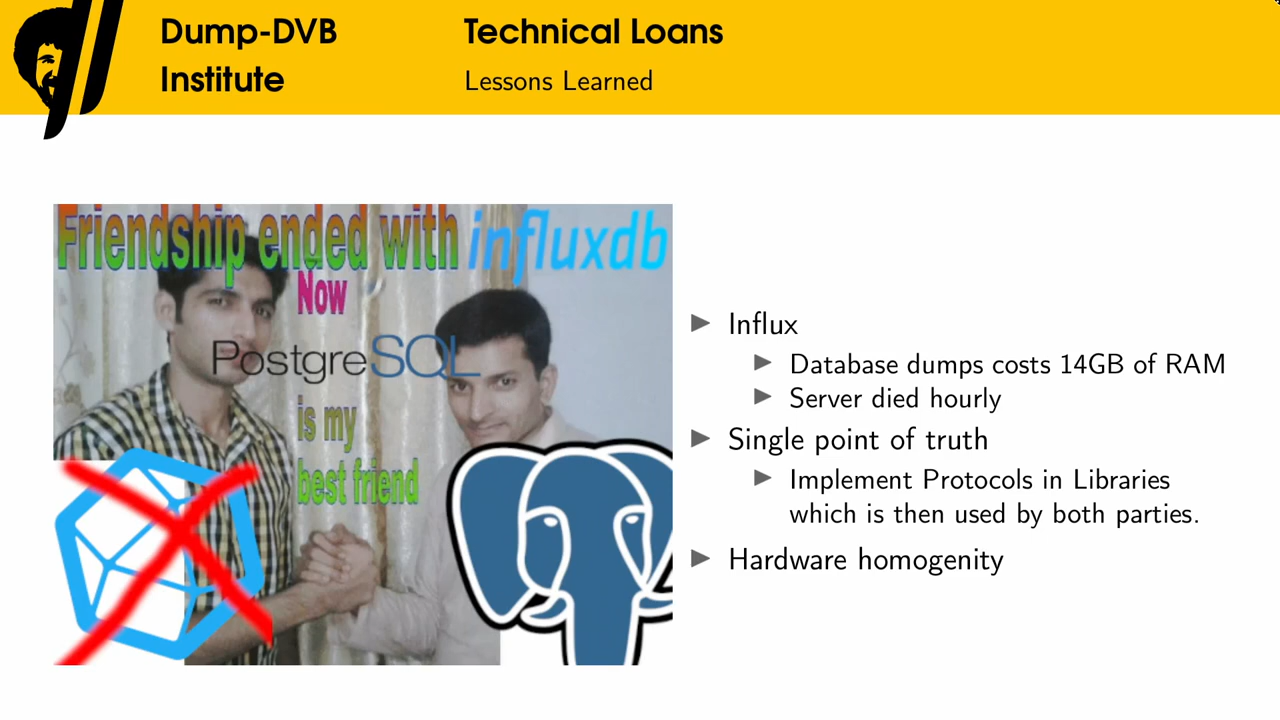 Dump-DVB
Institute
Technical Loans
Lessons Learned
Friendship ended with influxdb
Now
PostgreSQL
is my
best friend
▶ Influx
▶ Database dumps costs 14GB of RAM
▶ Server died hourly
▶ Single point of truth
▶ Implement Protocols in Libraries
which is then used by both parties.
▶ Hardware homogenity